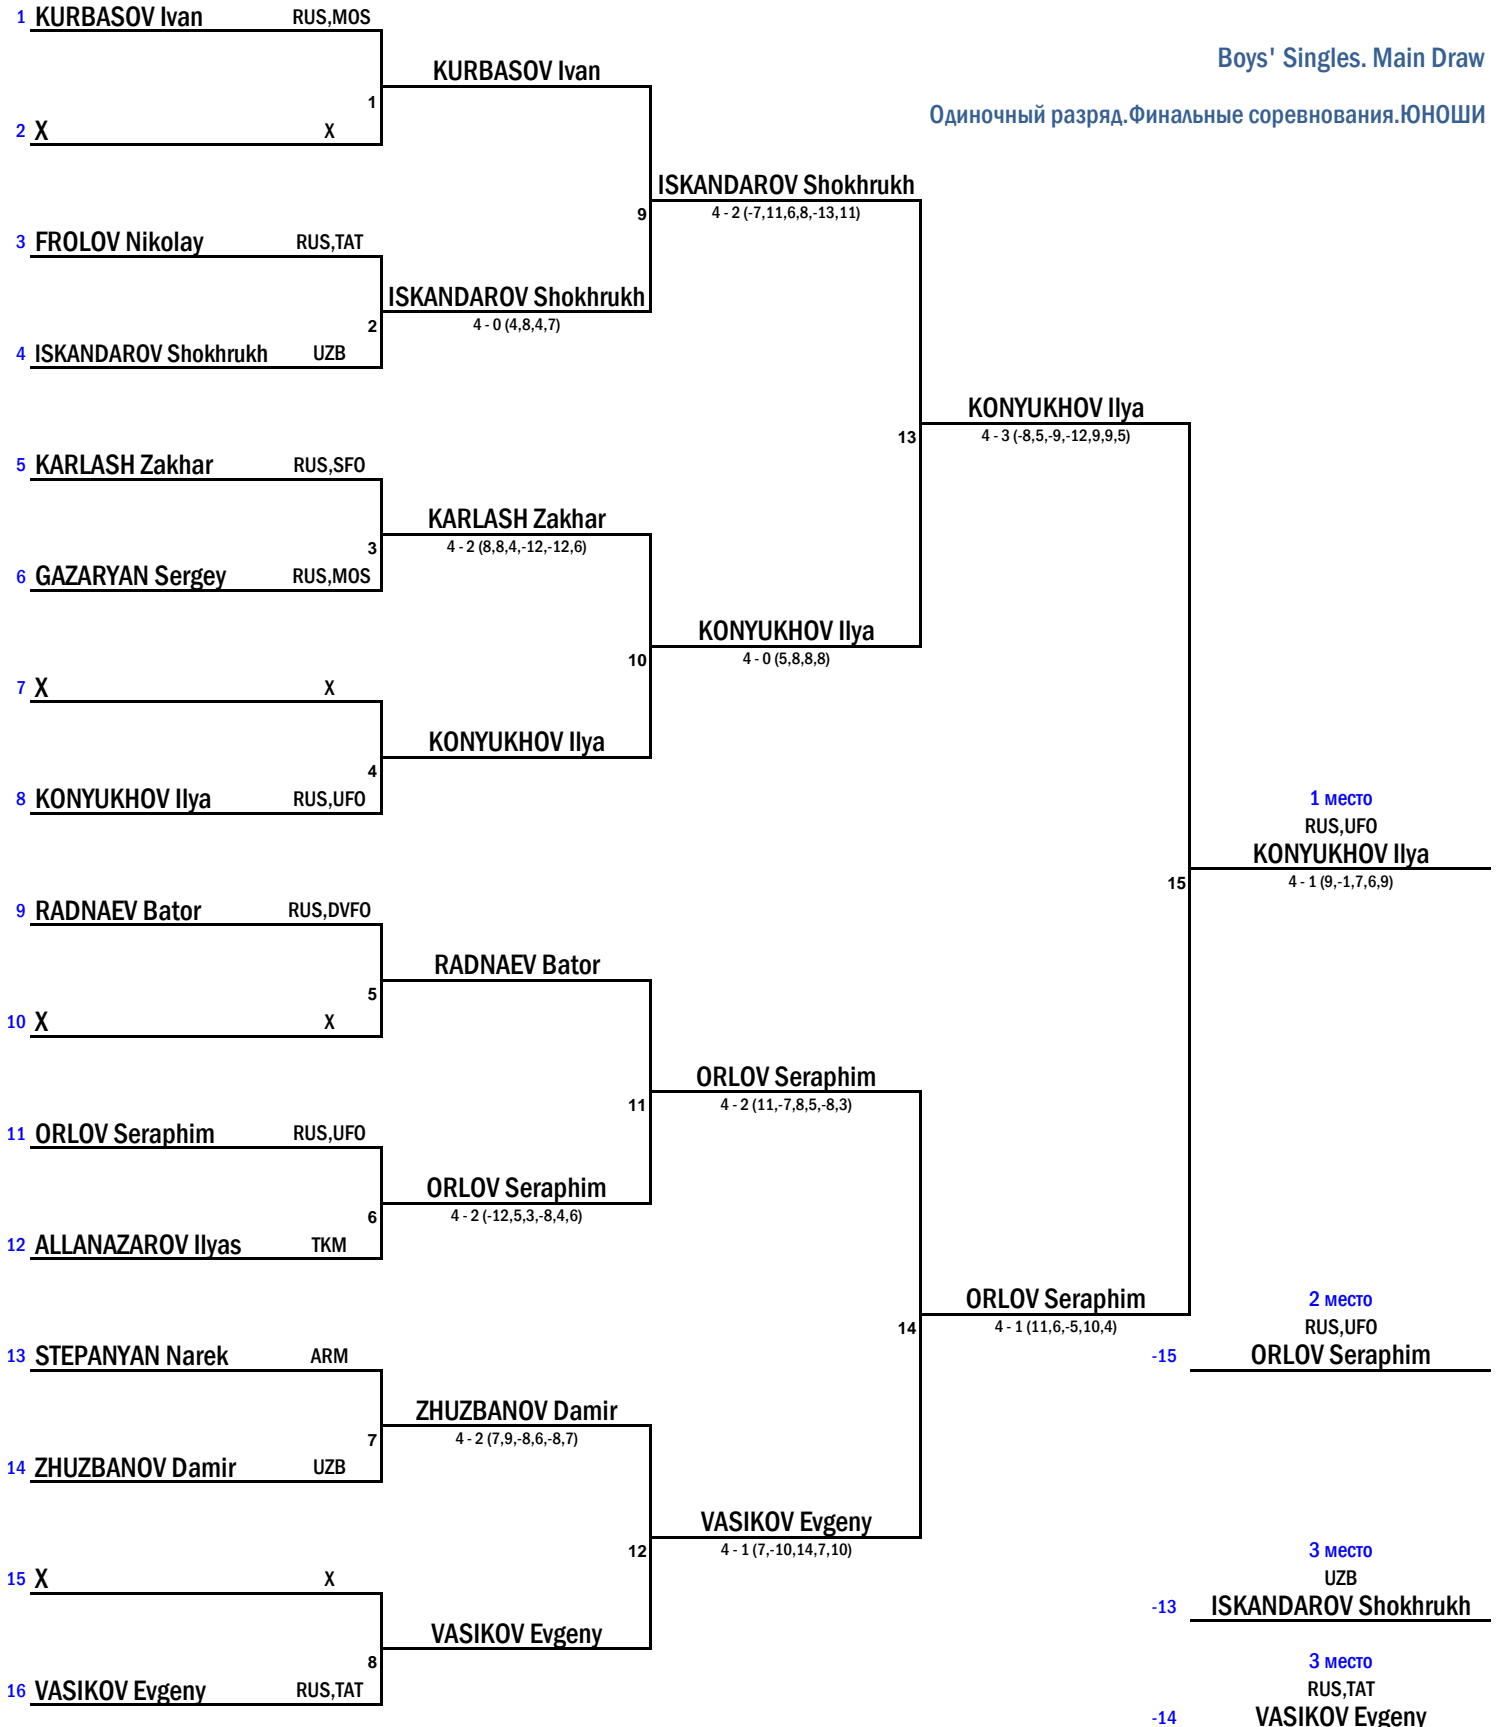 1 KURBASOV Ivan RUS,MOS
Boys' Singles. Main Draw
KURBASOV Ivan
1
Одиночный разряд.Финальные соревнования.ЮНОШИ
2 X X
ISKANDAROV Shokhrukh
9 4 - 2 (-7,11,6,8,-13,11)
3 FROLOV Nikolay RUS,TAT
ISKANDAROV Shokhrukh
2 4 - 0 (4,8,4,7)
4 ISKANDAROV Shokhrukh UZB
KONYUKHOV Ilya
13 4 - 3 (-8,5,-9,-12,9,9,5)
5 KARLASH Zakhar RUS,SFO
KARLASH Zakhar
3 4 - 2 (8,8,4,-12,-12,6)
6 GAZARYAN Sergey RUS,MOS
KONYUKHOV Ilya
10 4 - 0 (5,8,8,8)
7 X X
KONYUKHOV Ilya
4
8 KONYUKHOV Ilya RUS,UFO
1 место
RUS,UFO
KONYUKHOV Ilya
15 4 - 1 (9,-1,7,6,9)
9 RADNAEV Bator RUS,DVFO
RADNAEV Bator
5
10 X X
ORLOV Seraphim
11 4 - 2 (11,-7,8,5,-8,3)
11 ORLOV Seraphim RUS,UFO
ORLOV Seraphim
6 4 - 2 (-12,5,3,-8,4,6)
12 ALLANAZAROV Ilyas TKM
ORLOV Seraphim
14 4 - 1 (11,6,-5,10,4)
2 место
RUS,UFO
-15 ORLOV Seraphim
13 STEPANYAN Narek ARM
ZHUZBANOV Damir
7 4 - 2 (7,9,-8,6,-8,7)
14 ZHUZBANOV Damir UZB
VASIKOV Evgeny
12 4 - 1 (7,-10,14,7,10)
3 место
UZB
-13 ISKANDAROV Shokhrukh
15 X X
VASIKOV Evgeny
8
16 VASIKOV Evgeny RUS,TAT
3 место
RUS,TAT
-14 VASIKOV Evgeny